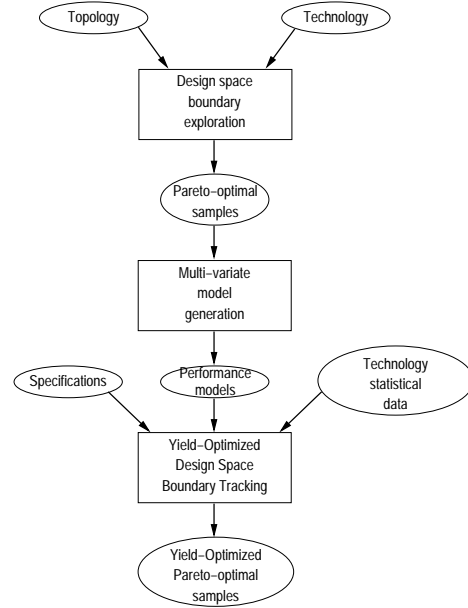 Topology
Technology
Design space
boundary
exploration
Pareto-optimal
samples
Multi-variate
model
generation
Specifications
Performance
models
Technology
statistical
data
Yield-Optimized
Design Space
Boundary Tracking
Yield-Optimized
Pareto-optimal
samples